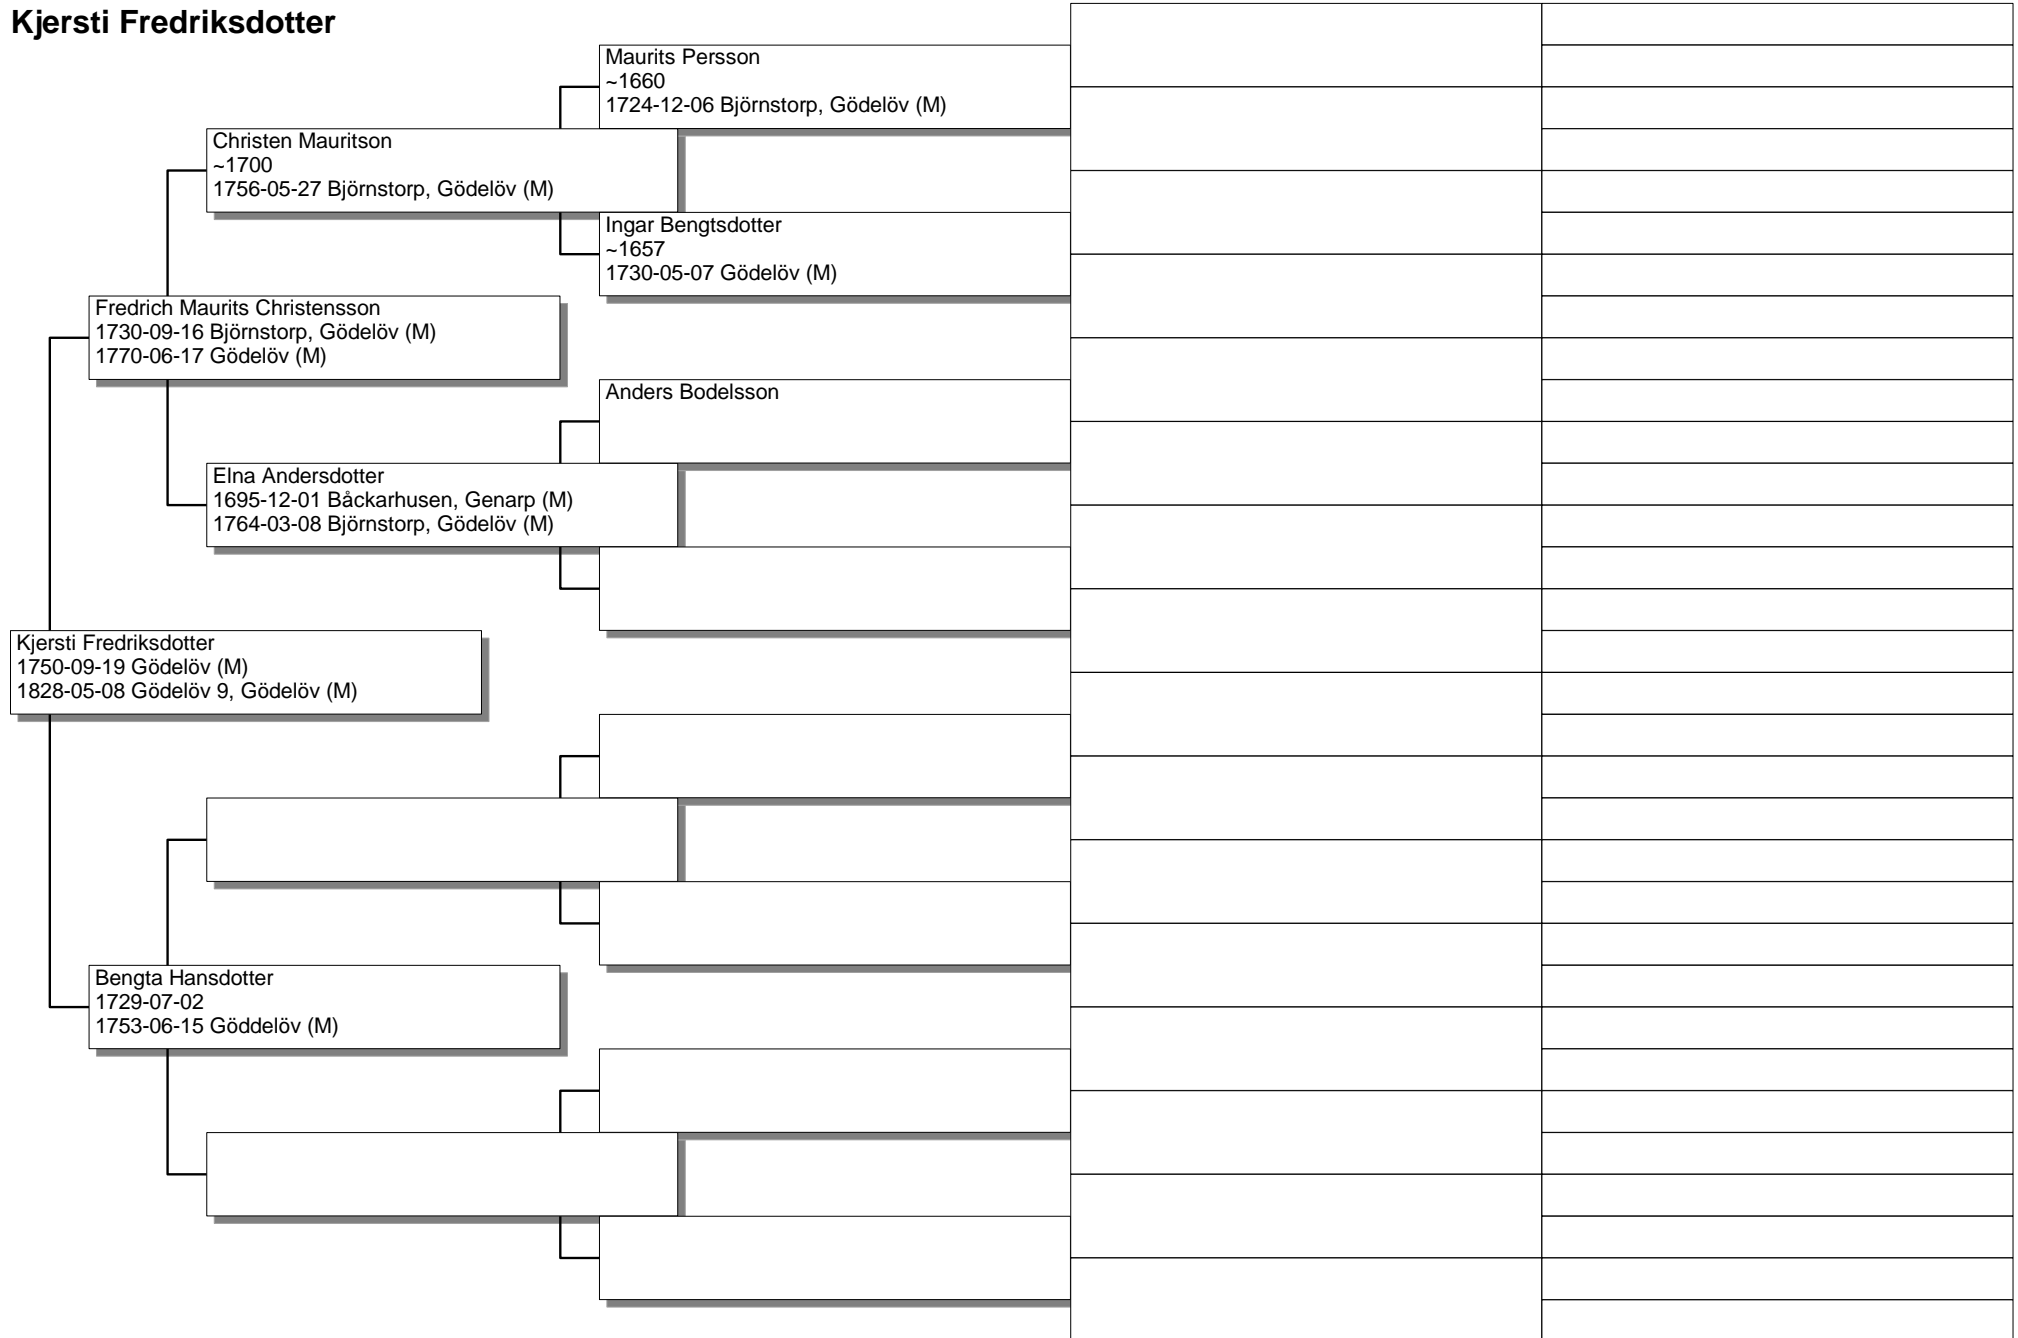 Kjersti Fredriksdotter
Maurits Persson
~1660
1724-12-06 Björnstorp, Gödelöv (M)
Christen Mauritson
~1700
1756-05-27 Björnstorp, Gödelöv (M)
Ingar Bengtsdotter
~1657
1730-05-07 Gödelöv (M)
Fredrich Maurits Christensson
1730-09-16 Björnstorp, Gödelöv (M)
1770-06-17 Gödelöv (M)
Anders Bodelsson
Elna Andersdotter
1695-12-01 Båckarhusen, Genarp (M)
1764-03-08 Björnstorp, Gödelöv (M)
Kjersti Fredriksdotter
1750-09-19 Gödelöv (M)
1828-05-08 Gödelöv 9, Gödelöv (M)
Bengta Hansdotter
1729-07-02
1753-06-15 Göddelöv (M)